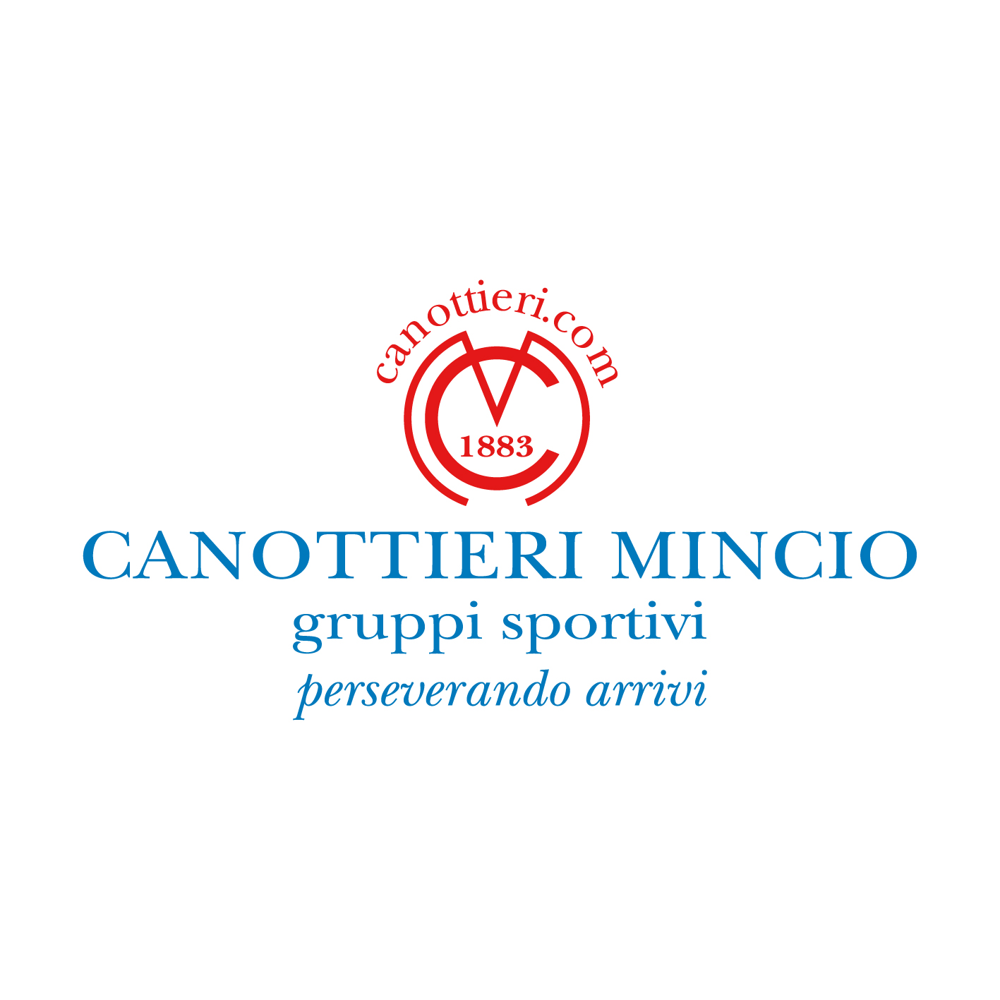 canottieri.com
1883
CANOTTIERI MINCIO
gruppi sportivi
perseverando arrivi